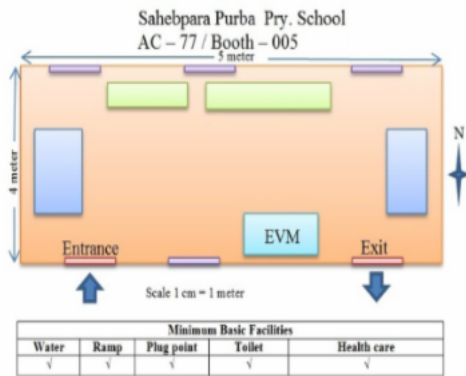 Sahebpara Purba Pry. School
AC – 77 / Booth – 005
5 meter
4 meter
N
Entrance
EVM
Exit
Scale 1 cm = 1 meter
Minimum Basic Facilities
Water Ramp Plug point Toilet Health care
√ √ √ √ √